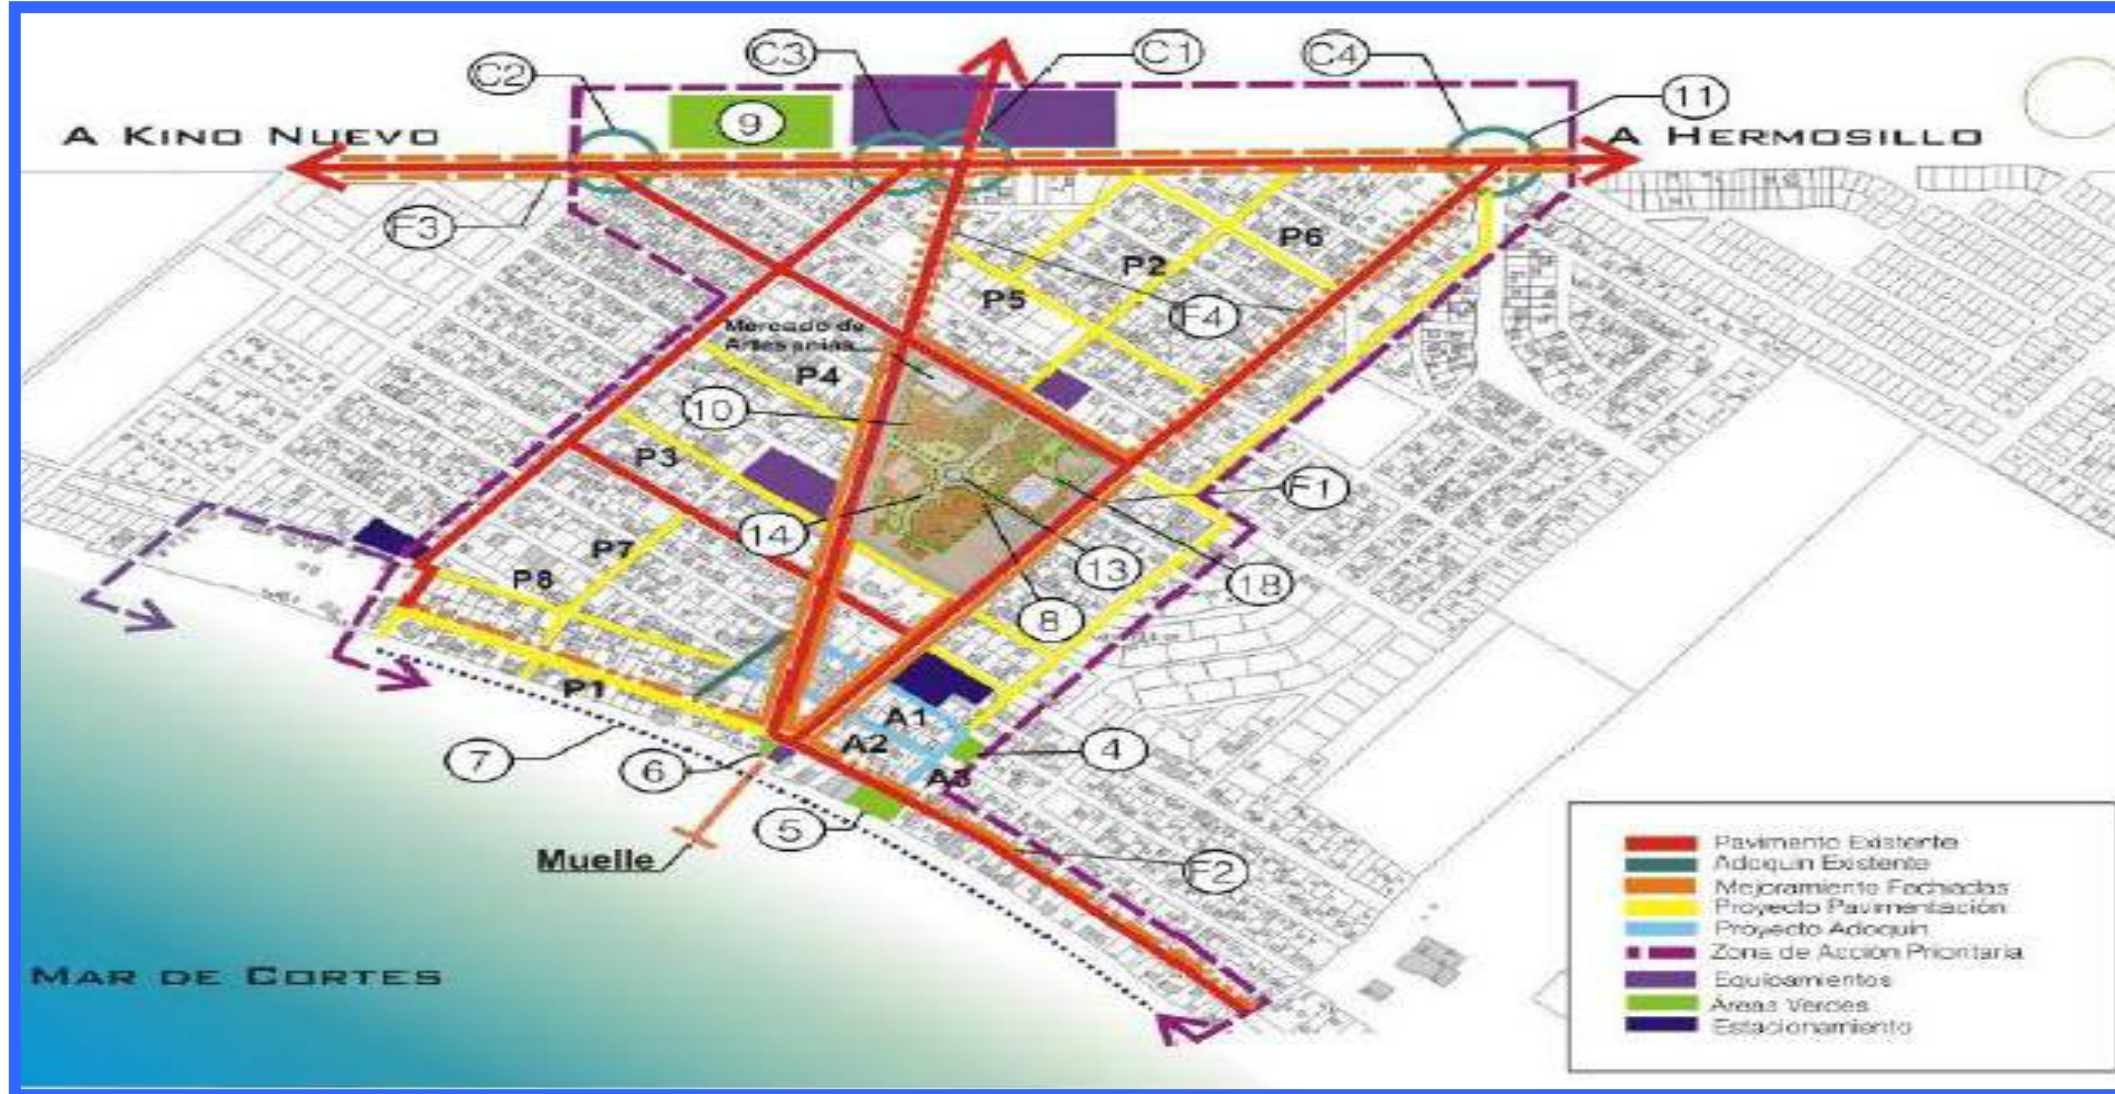 C2
C3
C1
C4
11
9
A KINO NUEVO
A HERMOSILLO
F3
P6
P2
P5
F4
Mercado de
Artesanias
P4
10
P3
F1
14
13
18
8
P7
P8
P1
A1
A2
A3
4
7
6
5
Muelle
F2
MAR DE CORTES
Pavimento Existente
Adoquin Existente
Mejoramiento Fachadas
Proyecto Pavimentación
Proyecto Adoquin
Zona de Acción Prioritaria
Equipamientos
Áreas Verdes
Estacionamiento